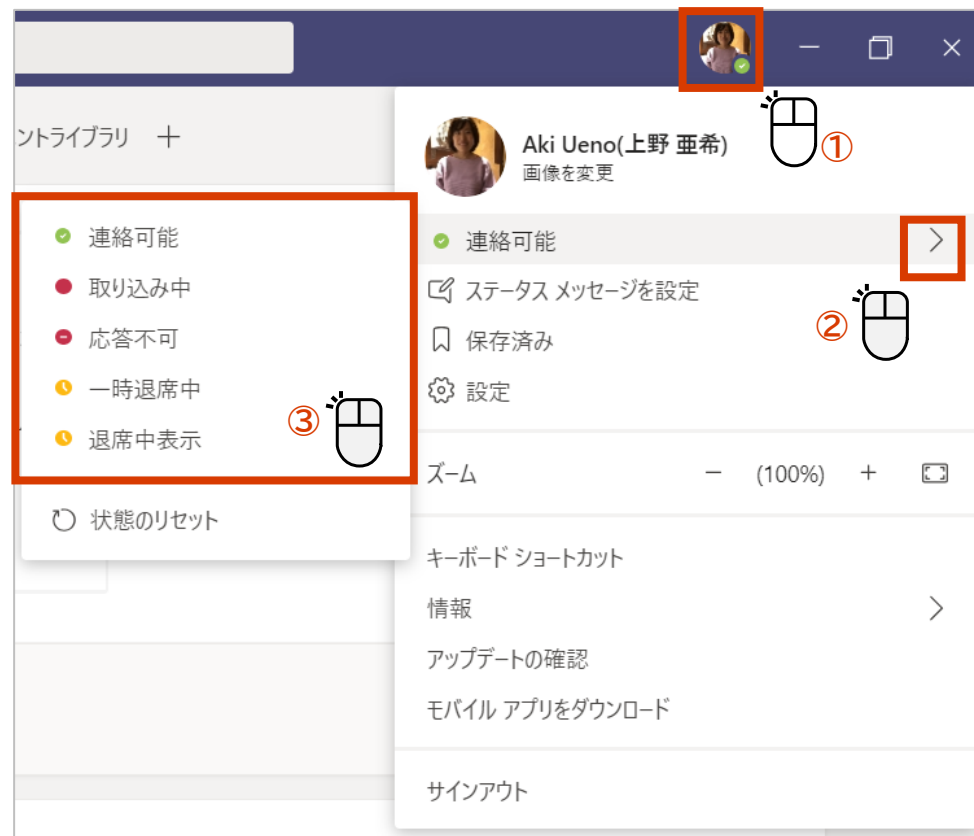 ントライブラリ ＋
①
Aki Ueno(上野 亜希)
画像を変更
連絡可能
取り込み中
応答不可
一時退席中
退席中表示
③
状態のリセット
連絡可能
ステータス メッセージを設定
②
保存済み
設定
ズーム － (100%) ＋
キーボード ショートカット
情報
アップデートの確認
モバイル アプリをダウンロード
サインアウト